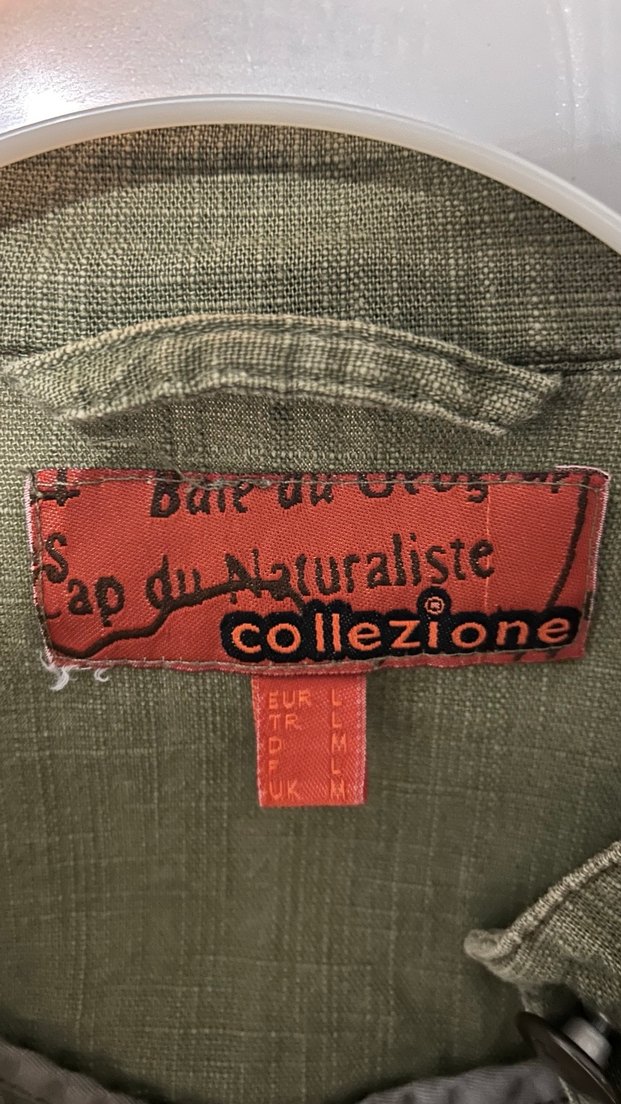 Baie du
Cap du Naturaliste
collezione®
EUR L
TR L
D M
F L
UK M